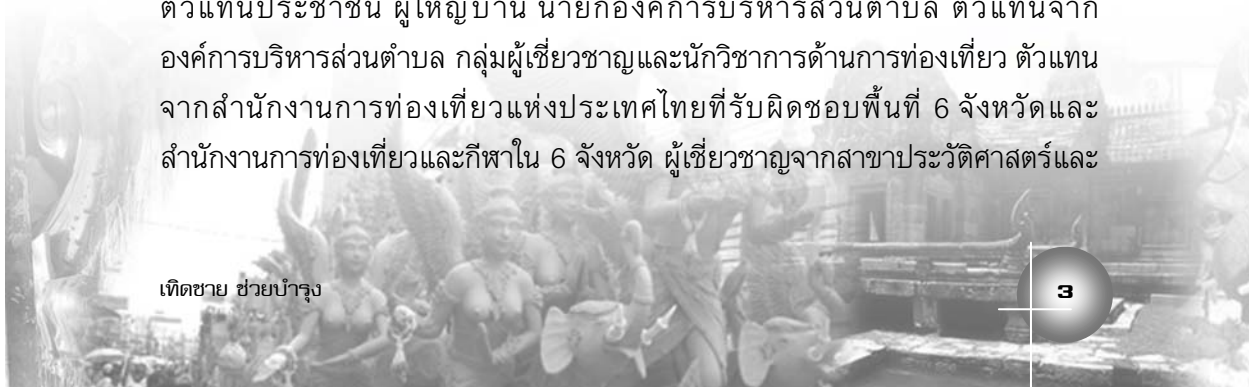 ตัวแทนประชาชน ผู้ใหญ่บ้าน นายกองค์การบริหารส่วนตำบล ตัวแทนจาก
องค์การบริหารส่วนตำบล กลุ่มผู้เชี่ยวชาญและนักวิชาการด้านการท่องเที่ยว ตัวแทน
จากสำนักงานการท่องเที่ยวแห่งประเทศไทยที่รับผิดชอบพื้นที่ 6 จังหวัดและ
สำนักงานการท่องเที่ยวและกีฬาใน 6 จังหวัด ผู้เชี่ยวชาญจากสาขาประวัติศาสตร์และ
เทิดชาย ช่วยบำรุง
3